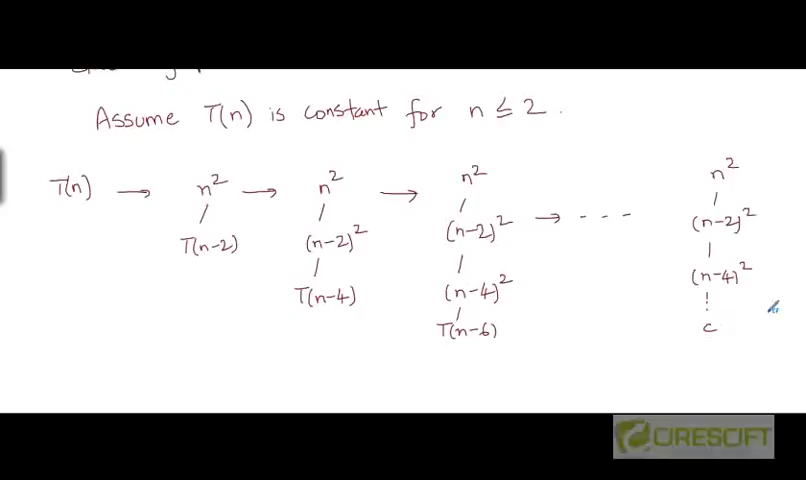 Assume T(n) is constant for n ≤ 2.
T(n) → n² → n² → n² → - - - n²
T(n-2) (n-2)² (n-2)² (n-2)²
T(n-4) (n-4)² (n-4)²
T(n-6) c
CIRESCIFT